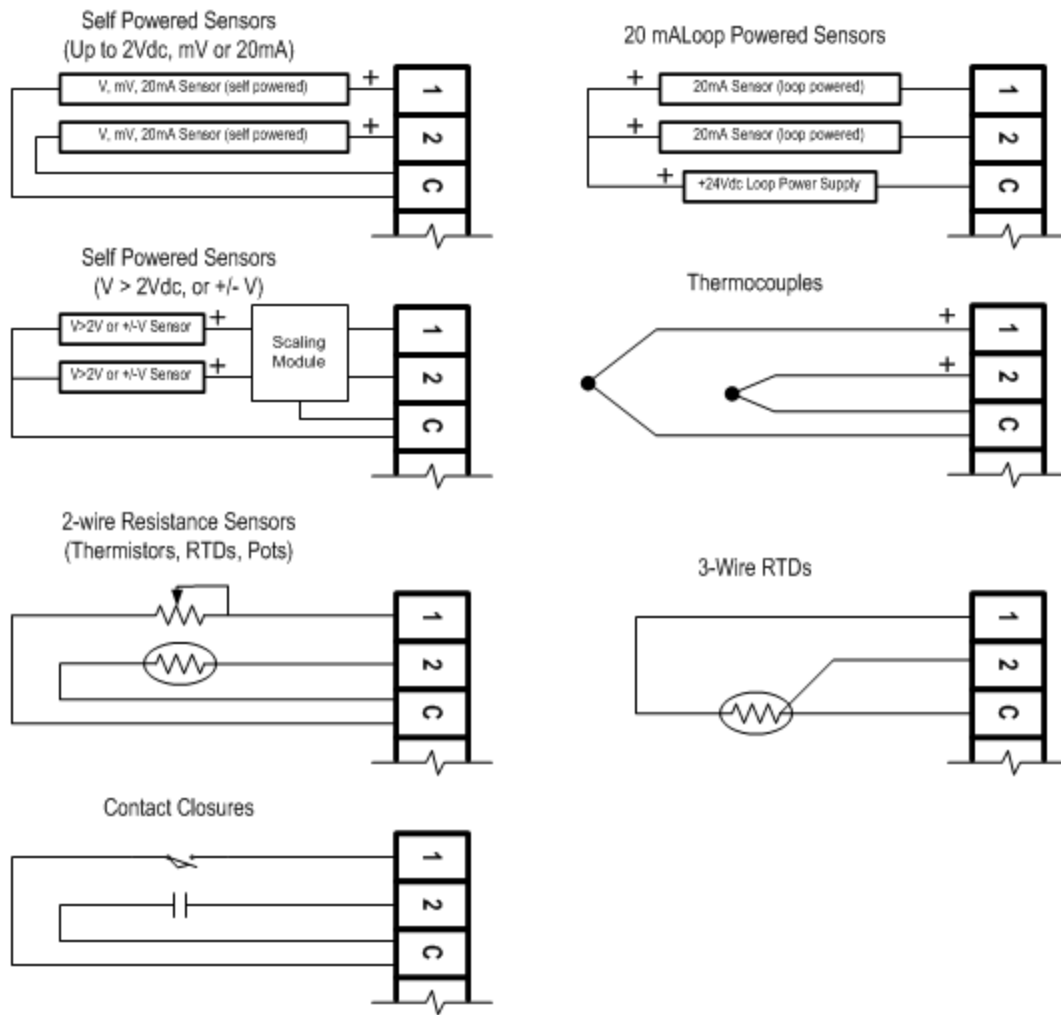 Self Powered Sensors
(Up to 2Vdc, mV or 20mA)
V, mV, 20mA Sensor (self powered)
+
1
V, mV, 20mA Sensor (self powered)
+
2
C
20 mALoop Powered Sensors
+
20mA Sensor (loop powered)
1
+
20mA Sensor (loop powered)
2
+
+24Vdc Loop Power Supply
C
Self Powered Sensors
(V > 2Vdc, or +/- V)
V>2V or +/-V Sensor
+
V>2V or +/-V Sensor
+
Scaling
Module
1
2
C
Thermocouples
+
1
+
2
C
2-wire Resistance Sensors
(Thermistors, RTDs, Pots)
1
2
C
3-Wire RTDs
1
2
C
Contact Closures
1
2
C